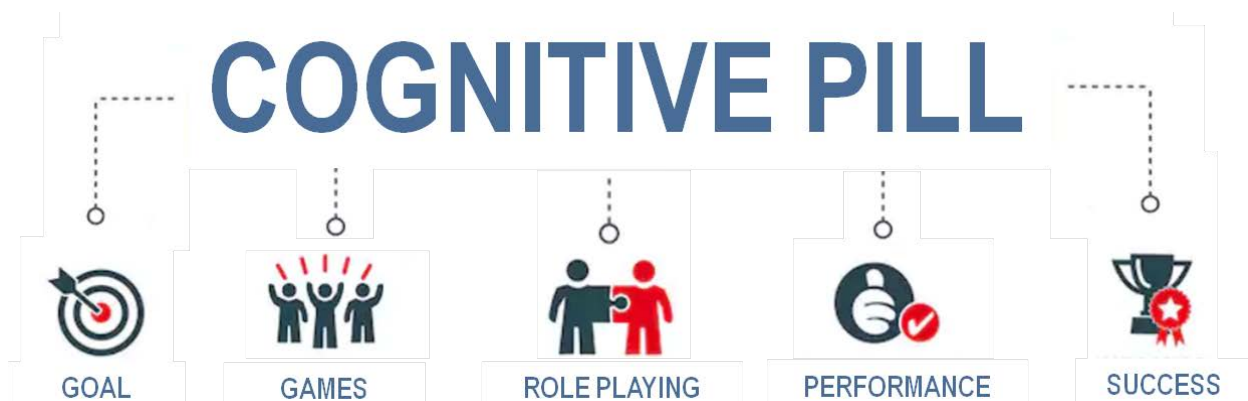 COGNITIVE PILL
GOAL
GAMES
ROLE PLAYING
PERFORMANCE
SUCCESS